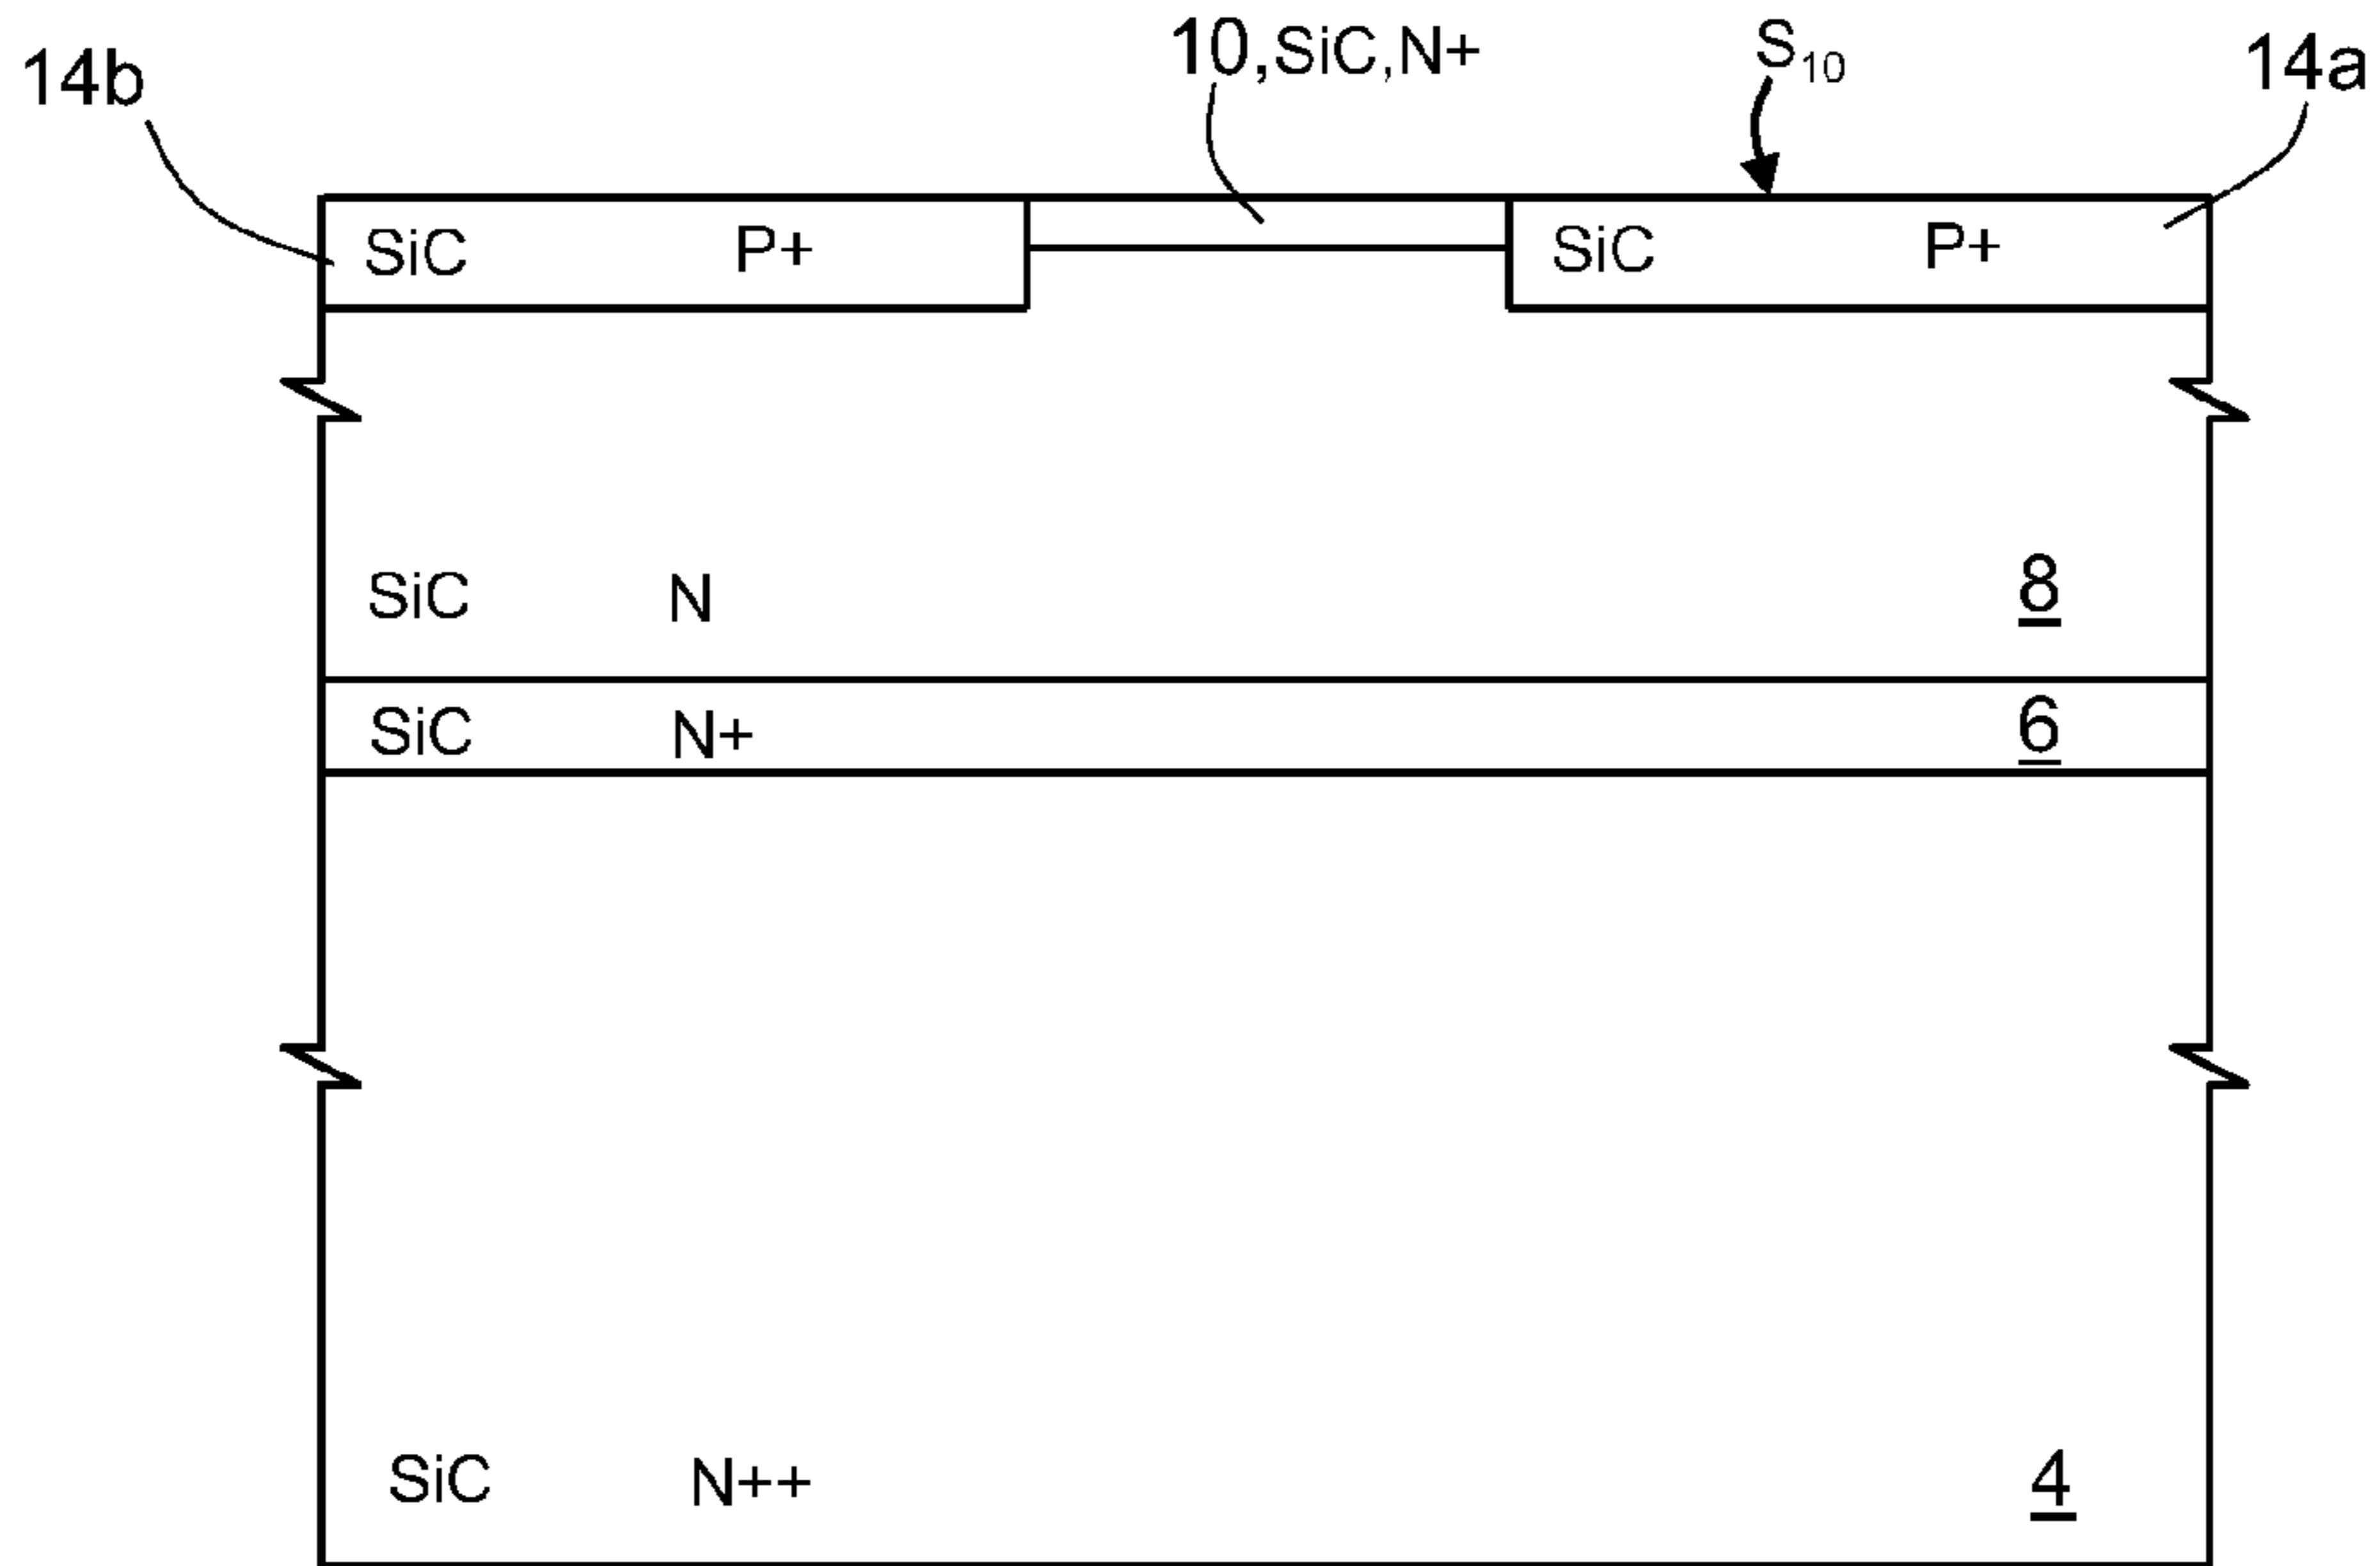 14b
10,SiC,N+
S10
14a
SiC P+
SiC P+
SiC N 8
SiC N+ 6
SiC N++ 4